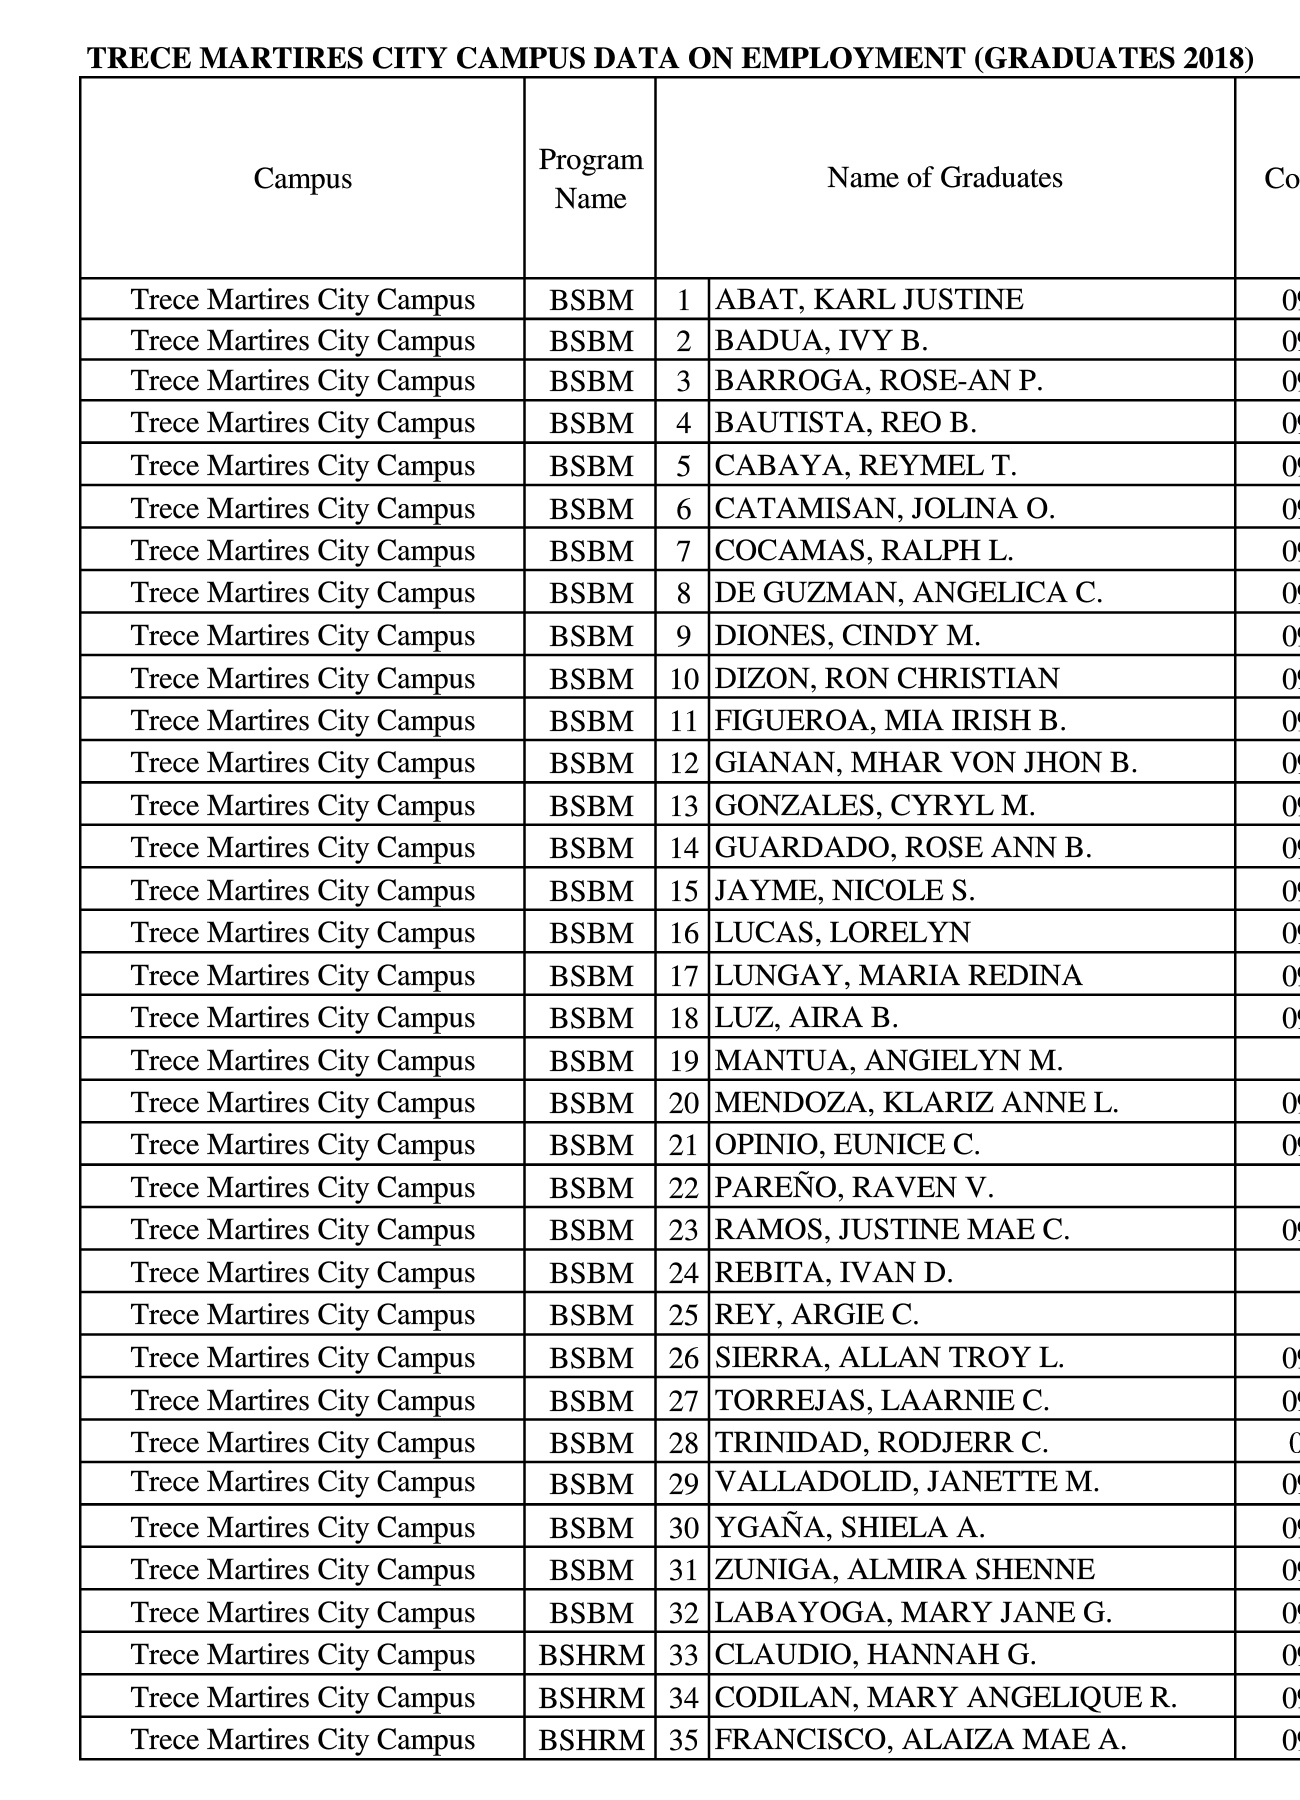 TRECE MARTIRES CITY CAMPUS DATA ON EMPLOYMENT (GRADUATES 2018)
Campus Program Name Name of Graduates Co
Trece Martires City Campus BSBM 1 ABAT, KARL JUSTINE 09
Trece Martires City Campus BSBM 2 BADUA, IVY B. 09
Trece Martires City Campus BSBM 3 BARROGA, ROSE-AN P. 09
Trece Martires City Campus BSBM 4 BAUTISTA, REO B. 09
Trece Martires City Campus BSBM 5 CABAYA, REYMEL T. 09
Trece Martires City Campus BSBM 6 CATAMISAN, JOLINA O. 09
Trece Martires City Campus BSBM 7 COCAMAS, RALPH L. 09
Trece Martires City Campus BSBM 8 DE GUZMAN, ANGELICA C. 09
Trece Martires City Campus BSBM 9 DIONES, CINDY M. 09
Trece Martires City Campus BSBM 10 DIZON, RON CHRISTIAN 09
Trece Martires City Campus BSBM 11 FIGUEROA, MIA IRISH B. 09
Trece Martires City Campus BSBM 12 GIANAN, MHAR VON JHON B. 09
Trece Martires City Campus BSBM 13 GONZALES, CYRYL M. 09
Trece Martires City Campus BSBM 14 GUARDADO, ROSE ANN B. 09
Trece Martires City Campus BSBM 15 JAYME, NICOLE S. 09
Trece Martires City Campus BSBM 16 LUCAS, LORELYN 09
Trece Martires City Campus BSBM 17 LUNGAY, MARIA REDINA 09
Trece Martires City Campus BSBM 18 LUZ, AIRA B. 09
Trece Martires City Campus BSBM 19 MANTUA, ANGIELYN M.
Trece Martires City Campus BSBM 20 MENDOZA, KLARIZ ANNE L. 09
Trece Martires City Campus BSBM 21 OPINIO, EUNICE C. 09
Trece Martires City Campus BSBM 22 PAREÑO, RAVEN V.
Trece Martires City Campus BSBM 23 RAMOS, JUSTINE MAE C. 09
Trece Martires City Campus BSBM 24 REBITA, IVAN D.
Trece Martires City Campus BSBM 25 REY, ARGIE C.
Trece Martires City Campus BSBM 26 SIERRA, ALLAN TROY L. 09
Trece Martires City Campus BSBM 27 TORREJAS, LAARNIE C. 09
Trece Martires City Campus BSBM 28 TRINIDAD, RODJERR C. 0
Trece Martires City Campus BSBM 29 VALLADOLID, JANETTE M. 09
Trece Martires City Campus BSBM 30 YGAÑA, SHIELA A. 09
Trece Martires City Campus BSBM 31 ZUNIGA, ALMIRA SHENNE 09
Trece Martires City Campus BSBM 32 LABAYOGA, MARY JANE G. 09
Trece Martires City Campus BSHRM 33 CLAUDIO, HANNAH G. 09
Trece Martires City Campus BSHRM 34 CODILAN, MARY ANGELIQUE R. 09
Trece Martires City Campus BSHRM 35 FRANCISCO, ALAIZA MAE A. 09